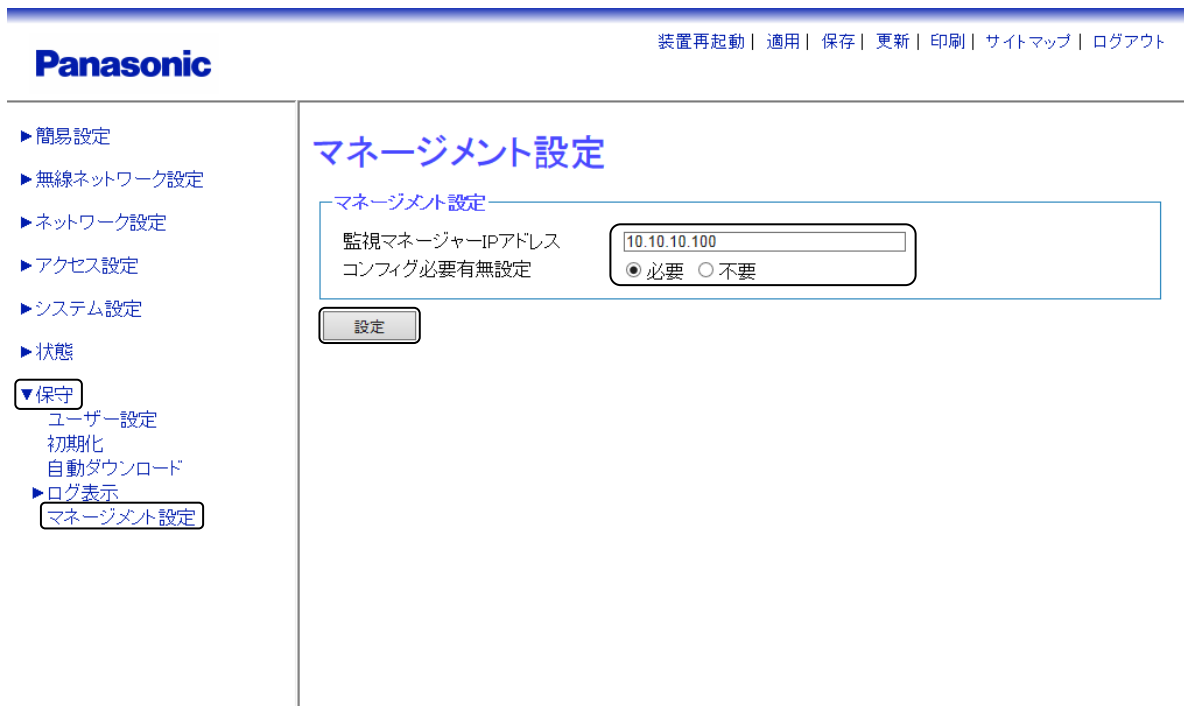 Panasonic
装置再起動| 適用| 保存| 更新| 印刷| サイトマップ| ログアウト
▶簡易設定
▶無線ネットワーク設定
▶ネットワーク設定
▶アクセス設定
▶システム設定
▶状態
▼保守
ユーザー設定
初期化
自動ダウンロード
▶ログ表示
マネージメント設定
マネージメント設定
マネージメント設定
監視マネージャーIPアドレス 10.10.10.100
コンフィグ必要有無設定 必要 不要
設定